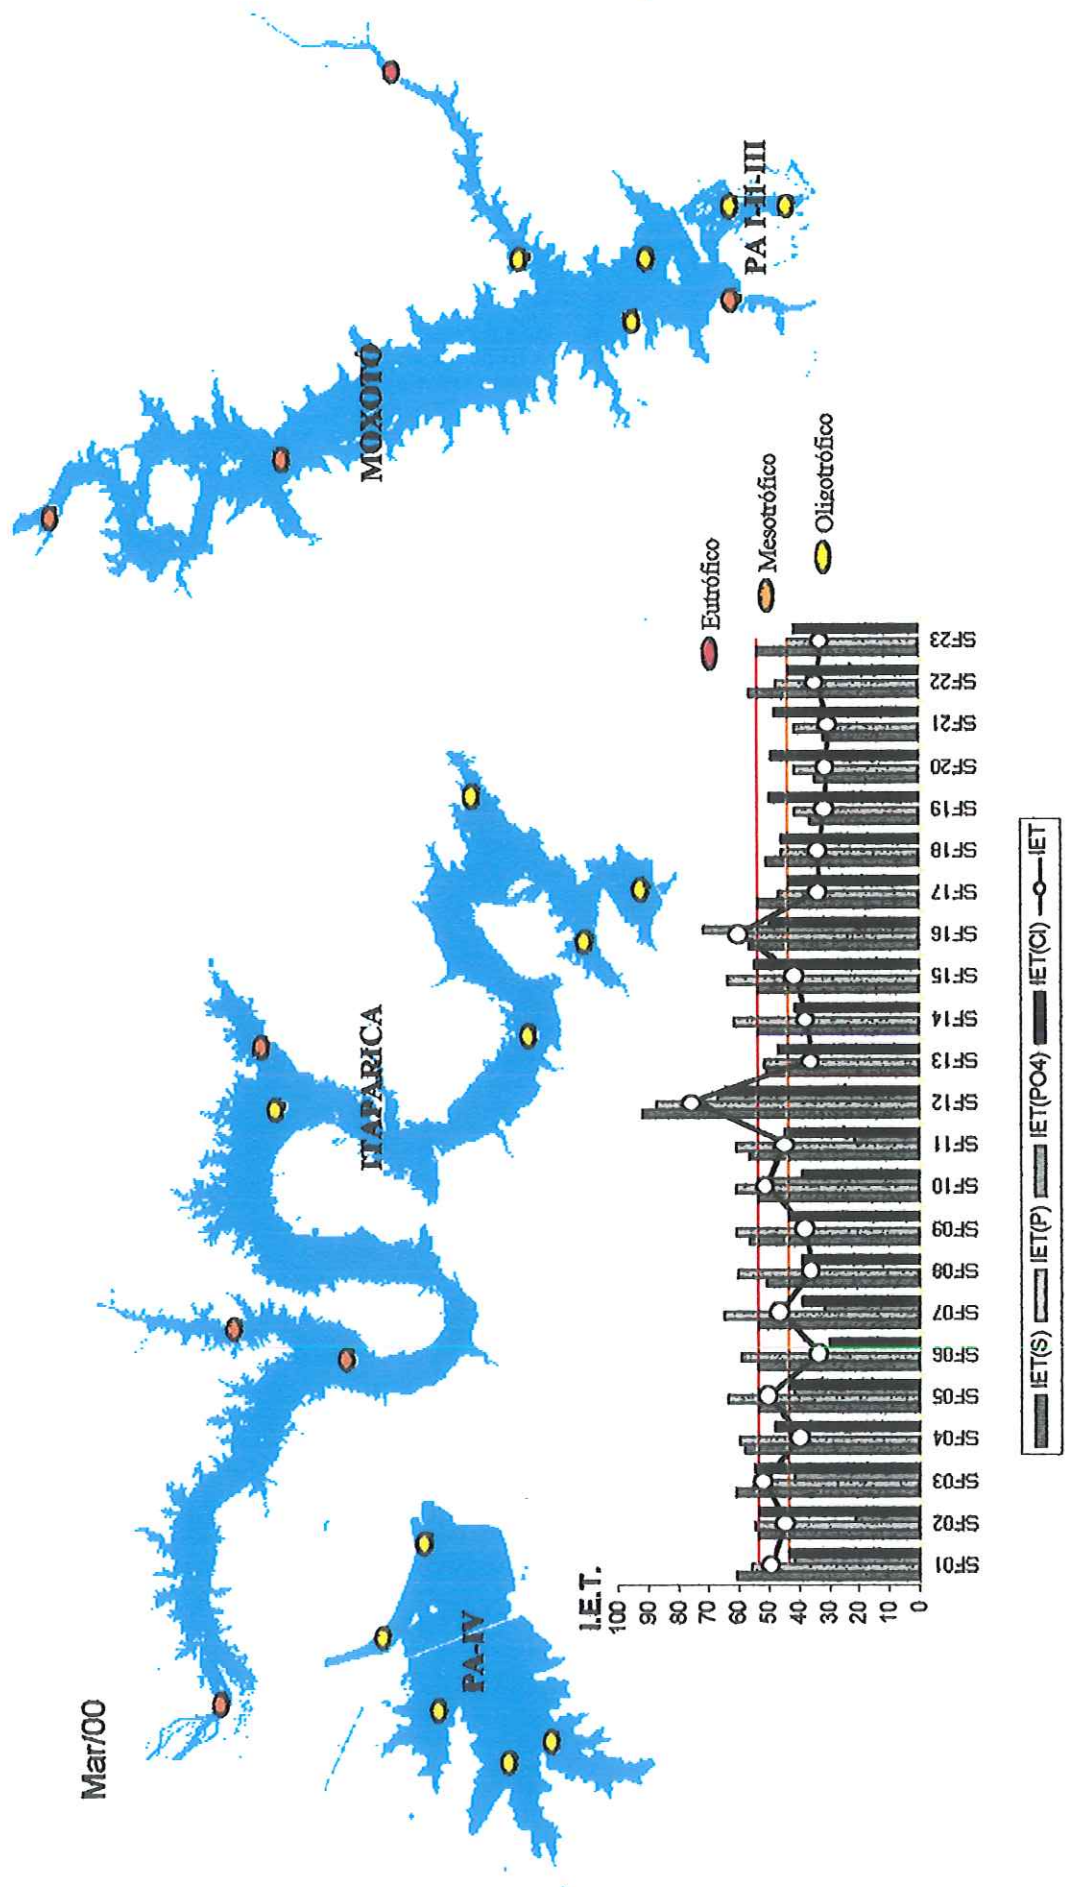 Mar/00
ITAPARICA
MOXOTÓ
PA-IV
PA I-II-III
I.E.T.
100
90
80
70
60
50
40
30
20
10
0
SF01
SF02
SF03
SF04
SF05
SF06
SF07
SF08
SF09
SF10
SF11
SF12
SF13
SF14
SF15
SF16
SF17
SF18
SF19
SF20
SF21
SF22
SF23
Eutrófico
Mesotrófico
Oligotrófico
IET(S) IET(P) IET(PO4) IET(Cl) IET